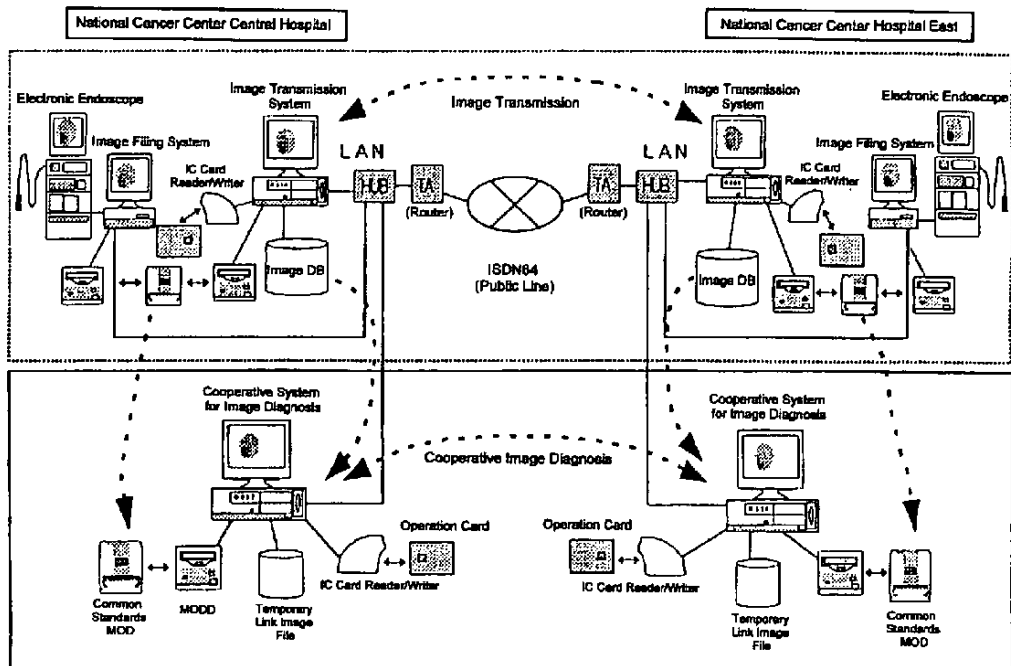 National Cancer Center Central Hospital
National Cancer Center Hospital East
Electronic Endoscope
Image Transmission
System
Image Filing System
IC Card
Reader/Writer
LAN
HUB
TA
(Router)
Image DB
Image Transmission
ISDN64
(Public Line)
Image Transmission
System
Electronic Endoscope
Image Filing System
LAN
IC Card
Reader/Writer
TA
HUB
(Router)
Image DB
Cooperative System
for Image Diagnosis
Cooperative Image Diagnosis
Cooperative System
for Image Diagnosis
Operation Card
IC Card Reader/Writer
Common
Standards
MOD
MODD
Temporary
Link Image
File
Operation Card
IC Card Reader/Writer
Temporary
Link Image
File
Common
Standards
MOD